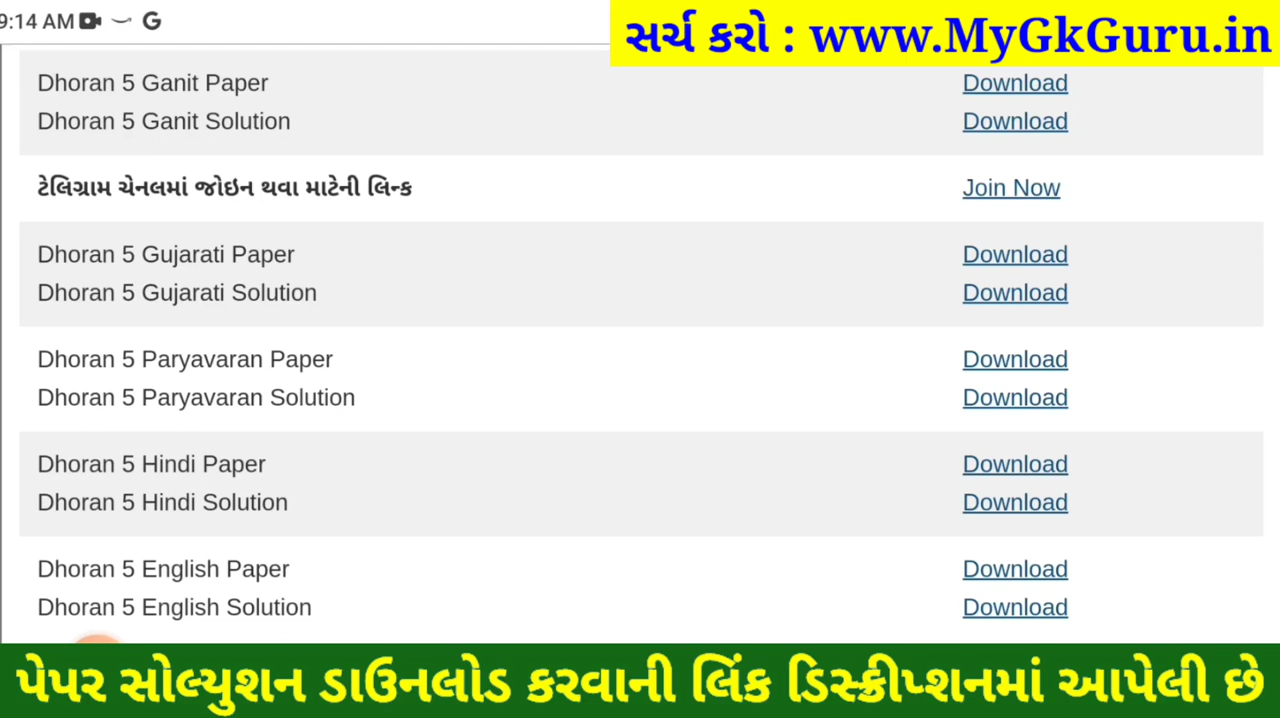 9:14 AM
સર્ચ કરો : www.MyGkGuru.in
Dhoran 5 Ganit Paper Download
Dhoran 5 Ganit Solution Download
ટેલિગ્રામ ચેનલમાં જોઇન થવા માટેની લિન્ક Join Now
Dhoran 5 Gujarati Paper Download
Dhoran 5 Gujarati Solution Download
Dhoran 5 Paryavaran Paper Download
Dhoran 5 Paryavaran Solution Download
Dhoran 5 Hindi Paper Download
Dhoran 5 Hindi Solution Download
Dhoran 5 English Paper Download
Dhoran 5 English Solution Download
પેપર સોલ્યુશન ડાઉનલોડ કરવાની લિંક ડિસ્ક્રીપ્શનમાં આપેલી છે